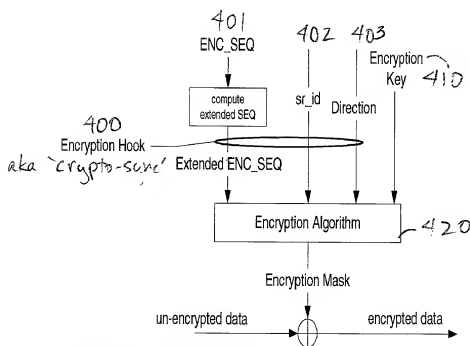 401
402
403
ENC_SEQ
Encryption
Key
410
compute
extended SEQ
sr_id
Direction
400
Encryption Hook
aka 'crypto-sync'
Extended ENC_SEQ
Encryption Algorithm
420
Encryption Mask
un-encrypted data
encrypted data